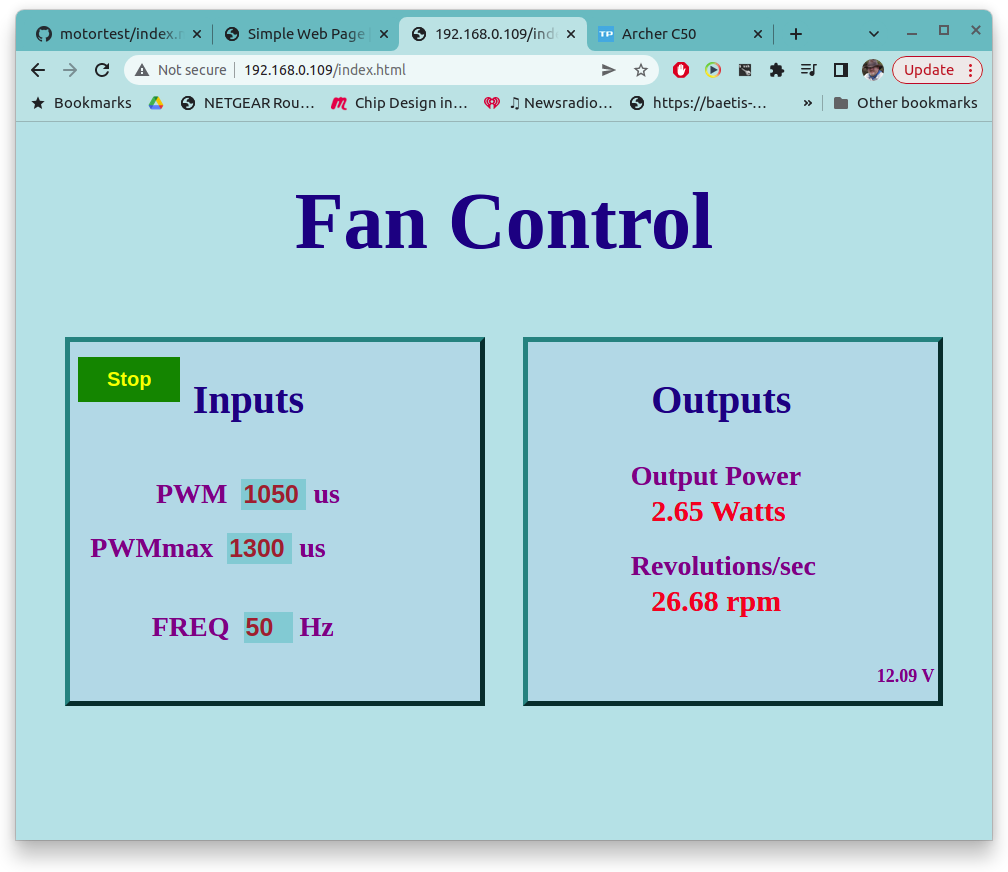 motortest/index.r
Simple Web Page
192.168.0.109/ind
Archer C50
Not secure
192.168.0.109/index.html
Update
Bookmarks
NETGEAR Rou...
Chip Design in...
♫ Newsradio...
https://baetis-...
»
Other bookmarks
Fan Control
Stop
Inputs
PWM 1050 us
PWMmax 1300 us
FREQ 50 Hz
Outputs
Output Power
2.65 Watts
Revolutions/sec
26.68 rpm
12.09 V